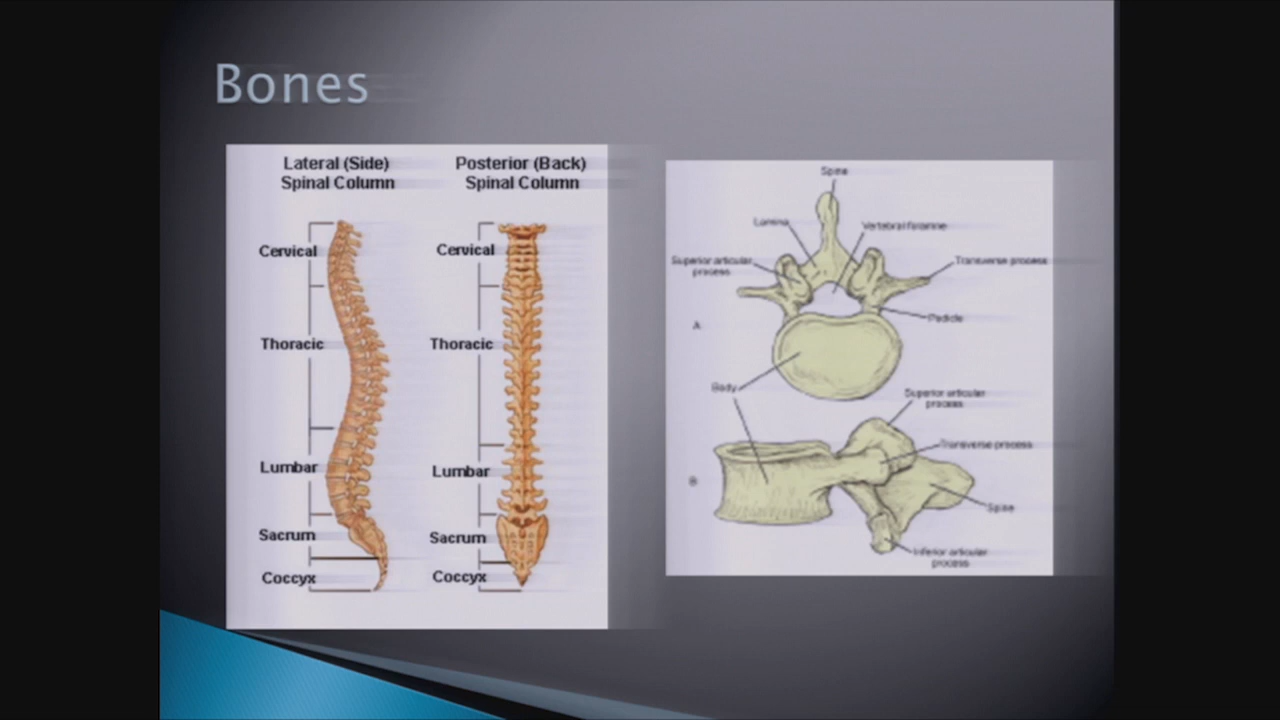 Bones
Lateral (Side)
Spinal Column
Cervical
Thoracic
Lumbar
Sacrum
Coccyx
Posterior (Back)
Spinal Column
Cervical
Thoracic
Lumbar
Sacrum
Coccyx
Spine
Lamina
Vertebral foramine
Superior articular
process
Transverse process
Pedicle
A
Body
Superior articular
process
Transverse process
B
Spine
Inferior articular
process